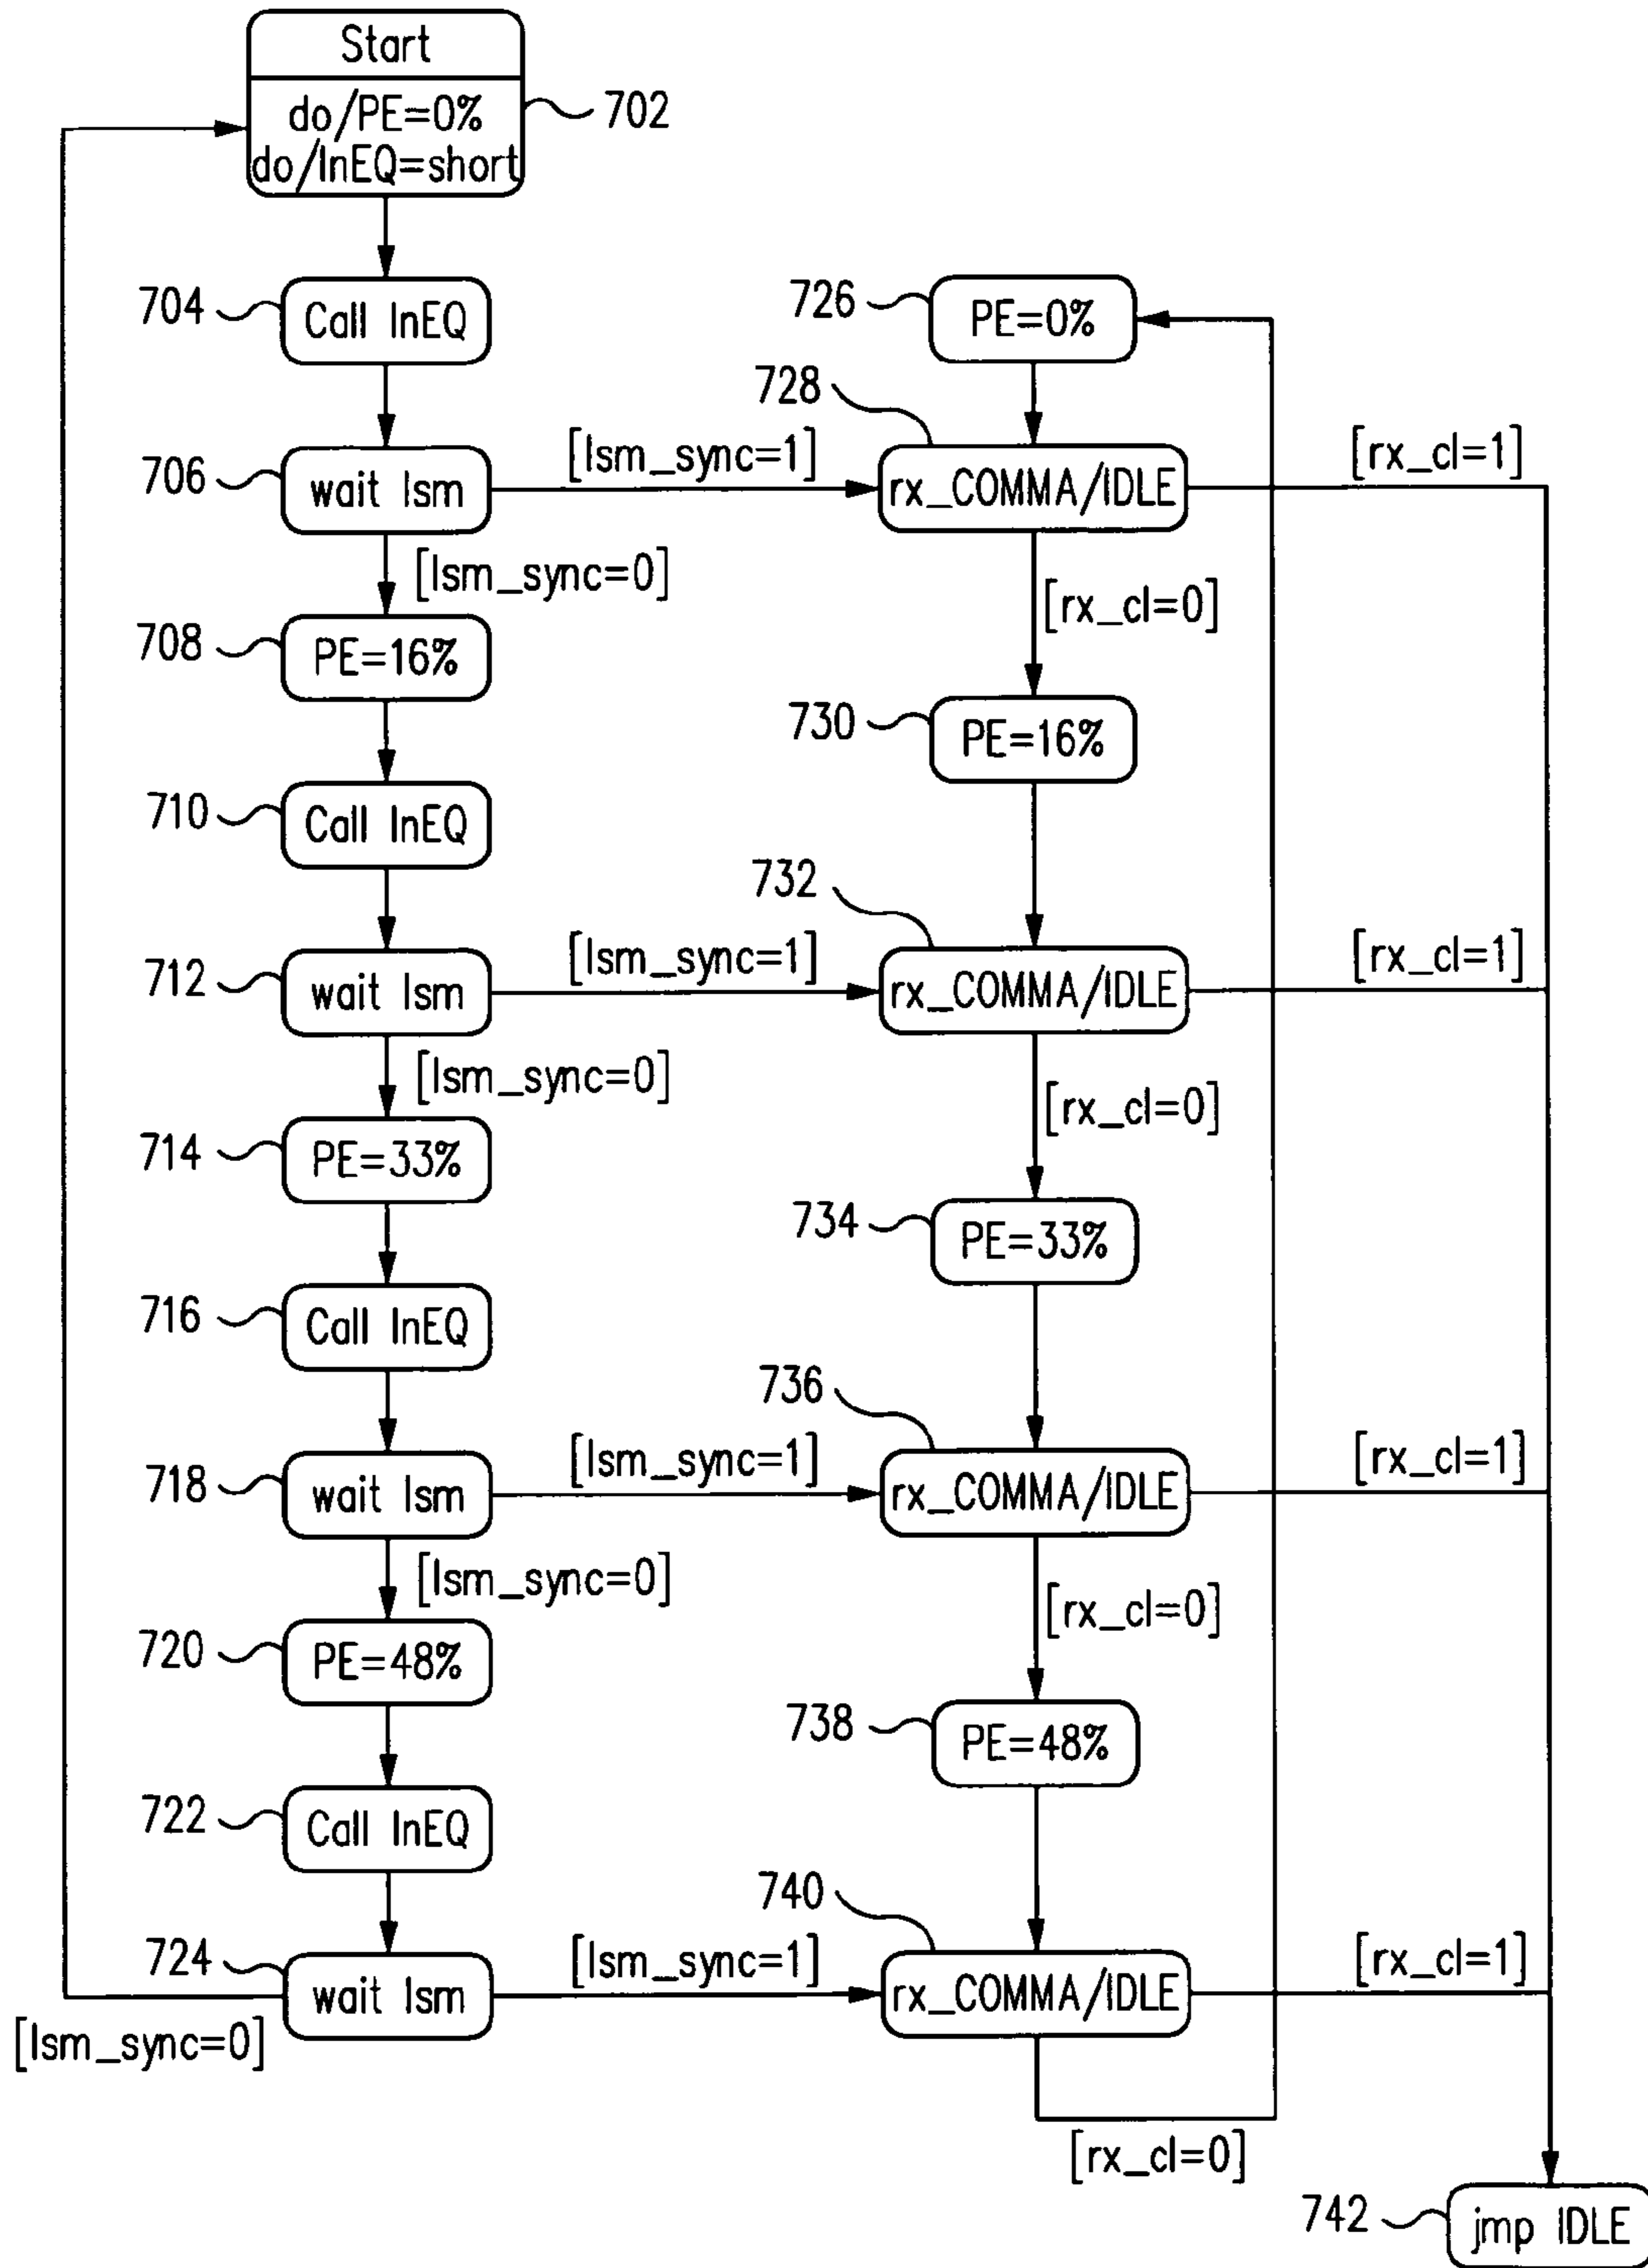 Start
do/PE=0%
do/InEQ=short
702
704
Call InEQ
726
PE=0%
728
706
wait lsm
[lsm_sync=1]
rx_COMMA/IDLE
[rx_cl=1]
[lsm_sync=0]
[rx_cl=0]
708
PE=16%
730
PE=16%
710
Call InEQ
732
712
wait lsm
[lsm_sync=1]
rx_COMMA/IDLE
[rx_cl=1]
[lsm_sync=0]
[rx_cl=0]
714
PE=33%
734
PE=33%
716
Call InEQ
736
718
wait lsm
[lsm_sync=1]
rx_COMMA/IDLE
[rx_cl=1]
[lsm_sync=0]
[rx_cl=0]
720
PE=48%
738
PE=48%
722
Call InEQ
740
724
wait lsm
[lsm_sync=1]
rx_COMMA/IDLE
[rx_cl=1]
[lsm_sync=0]
[rx_cl=0]
742
jmp IDLE